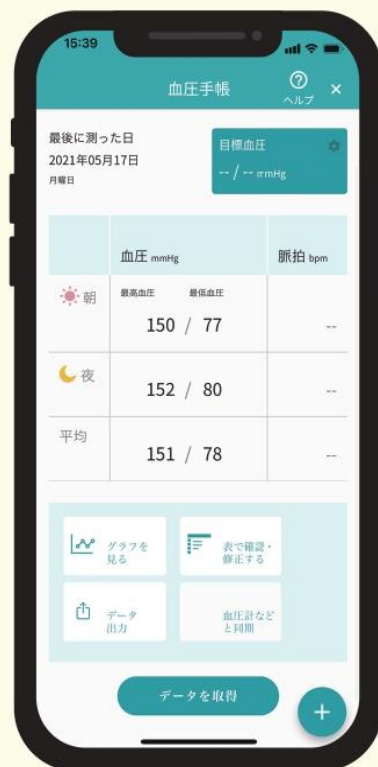 15:39
血圧手帳
ヘルプ
×
最後に測った日
2021年05月17日
月曜日
目標血圧
-- / -- mmHg
血圧 mmHg
脈拍 bpm
朝
最高血圧 最低血圧
150 / 77
--
夜
152 / 80
--
平均
151 / 78
--
グラフを
見る
表で確認・
修正する
データ
出力
血圧計など
と同期
データを取得
+